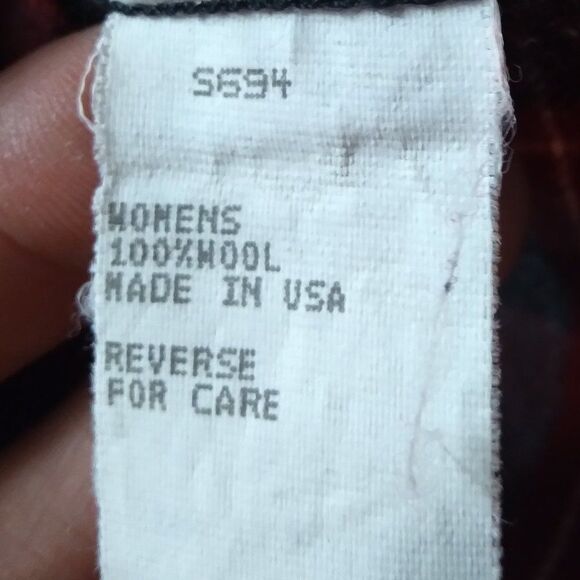 S694
WOMENS
100%WOOL
MADE IN USA
REVERSE
FOR CARE